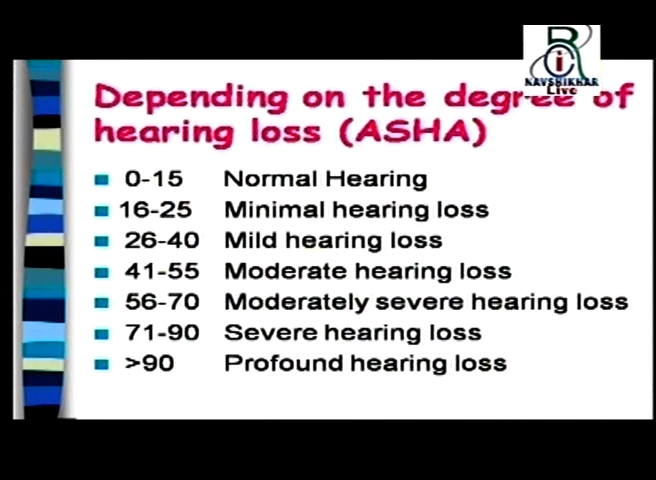 R
C i
NAVSHIKHAR
Live
Depending on the degree of
hearing loss (ASHA)
0-15 Normal Hearing
16-25 Minimal hearing loss
26-40 Mild hearing loss
41-55 Moderate hearing loss
56-70 Moderately severe hearing loss
71-90 Severe hearing loss
>90 Profound hearing loss